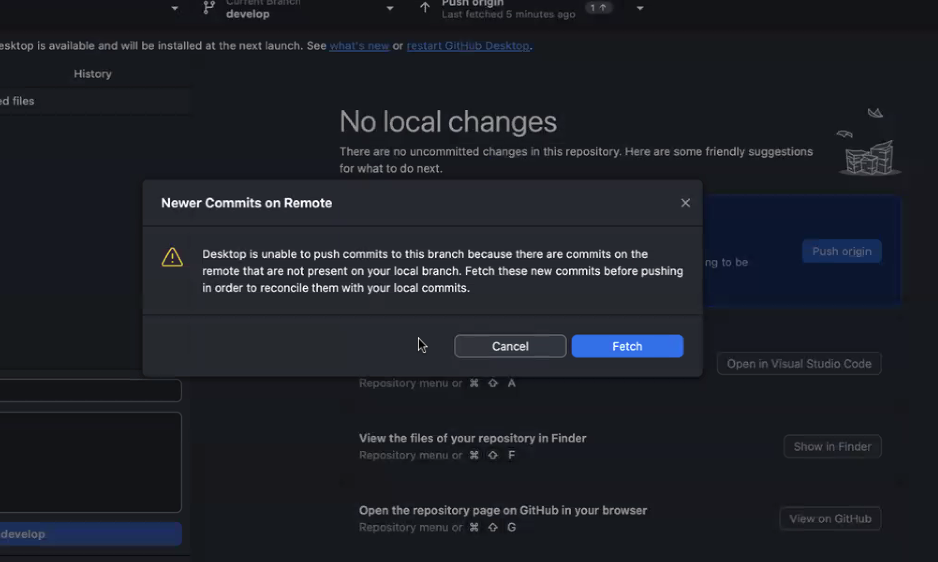 Current Branch
develop
Push origin
Last fetched 5 minutes ago
1
esktop is available and will be installed at the next launch. See what's new or restart GitHub Desktop.
History
ed files
No local changes
There are no uncommitted changes in this repository. Here are some friendly suggestions
for what to do next.
Newer Commits on Remote
Desktop is unable to push commits to this branch because there are commits on the
remote that are not present on your local branch. Fetch these new commits before pushing
in order to reconcile them with your local commits.
Cancel
Fetch
Push origin
ng to be
Open in Visual Studio Code
Repository menu or ⌘ ⇧ A
View the files of your repository in Finder
Repository menu or ⌘ ⇧ F
Show in Finder
Open the repository page on GitHub in your browser
Repository menu or ⌘ ⇧ G
View on GitHub
develop